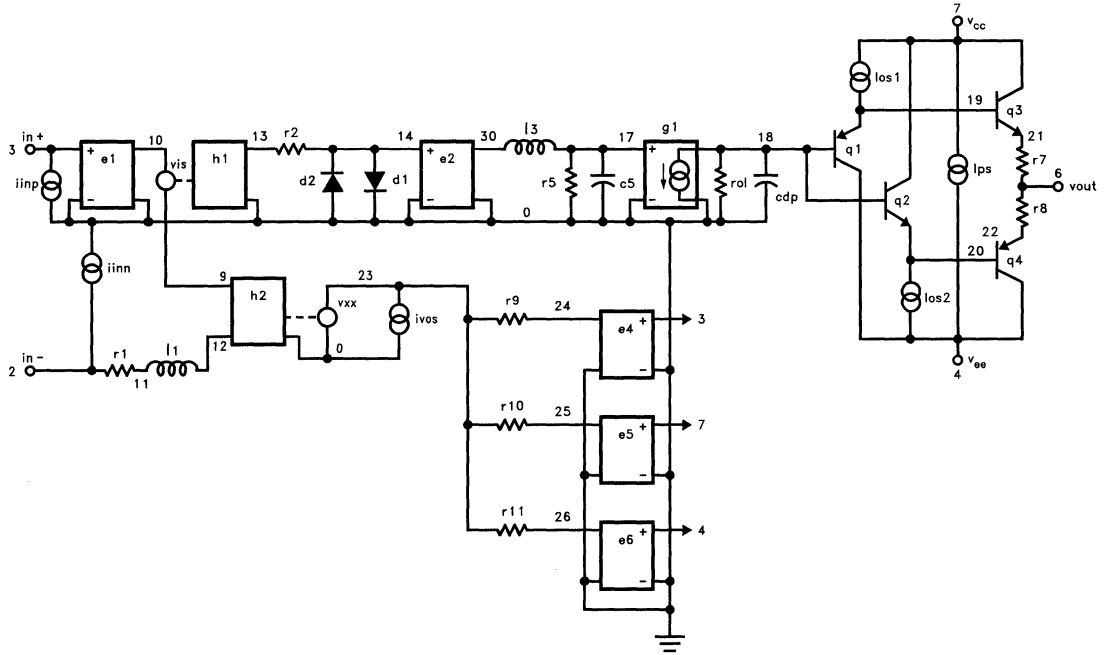 7
Vcc
Ios1
19
q3
in+
3
10
13
r2
14
30
l3
17
g1
18
21
e1
vis
h1
e2
q1
r7
iinp
d2
d1
r5
c5
rol
cdp
Ips
6
vout
q2
r8
0
22
20
q4
iinn
9
h2
23
Ios2
vxx
ivos
r9
24
+
e4
3
in-
2
r1
11
l1
12
0
-
Vee
4
r10
25
e5
+
7
-
r11
26
e6
+
4
-